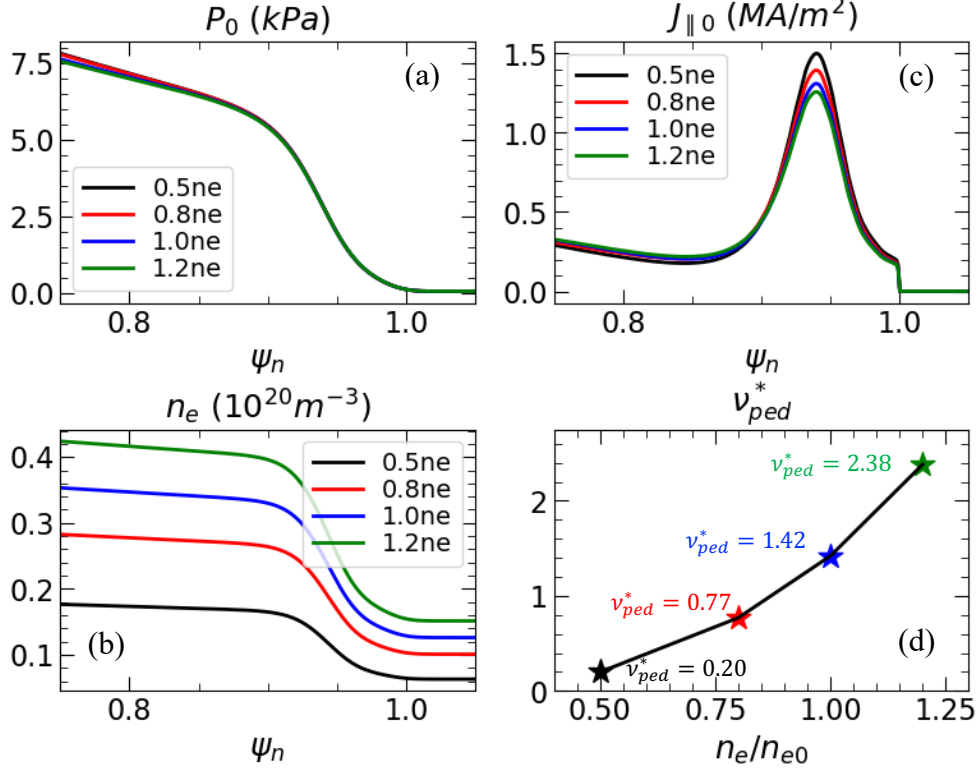 P₀ (kPa)
(a)
7.5
5.0
2.5
0.0
0.5ne
0.8ne
1.0ne
1.2ne
0.8
1.0
ψₙ
J∥₀ (MA/m²)
(c)
1.5
1.0
0.5
0.0
0.5ne
0.8ne
1.0ne
1.2ne
0.8
1.0
ψₙ
nₑ (10²⁰m⁻³)
(b)
0.4
0.3
0.2
0.1
0.5ne
0.8ne
1.0ne
1.2ne
0.8
1.0
ψₙ
ν*ped
(d)
2
1
0
ν*ped = 2.38
ν*ped = 1.42
ν*ped = 0.77
ν*ped = 0.20
0.50
0.75
1.00
1.25
nₑ/nₑ₀